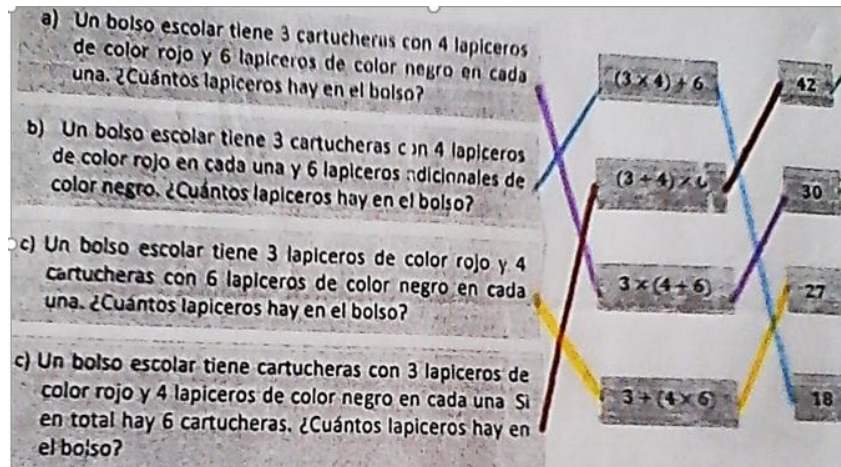 a) Un bolso escolar tiene 3 cartucheras con 4 lapiceros
de color rojo y 6 lapiceros de color negro en cada
una. ¿Cuántos lapiceros hay en el bolso?
(3 × 4) + 6
42
b) Un bolso escolar tiene 3 cartucheras con 4 lapiceros
de color rojo en cada una y 6 lapiceros adicionales de
color negro. ¿Cuántos lapiceros hay en el bolso?
(3 + 4) × 6
30
c) Un bolso escolar tiene 3 lapiceros de color rojo y 4
cartucheras con 6 lapiceros de color negro en cada
una. ¿Cuántos lapiceros hay en el bolso?
3 × (4 + 6)
27
c) Un bolso escolar tiene cartucheras con 3 lapiceros de
color rojo y 4 lapiceros de color negro en cada una Si
en total hay 6 cartucheras. ¿Cuántos lapiceros hay en
el bolso?
3 + (4 × 6)
18